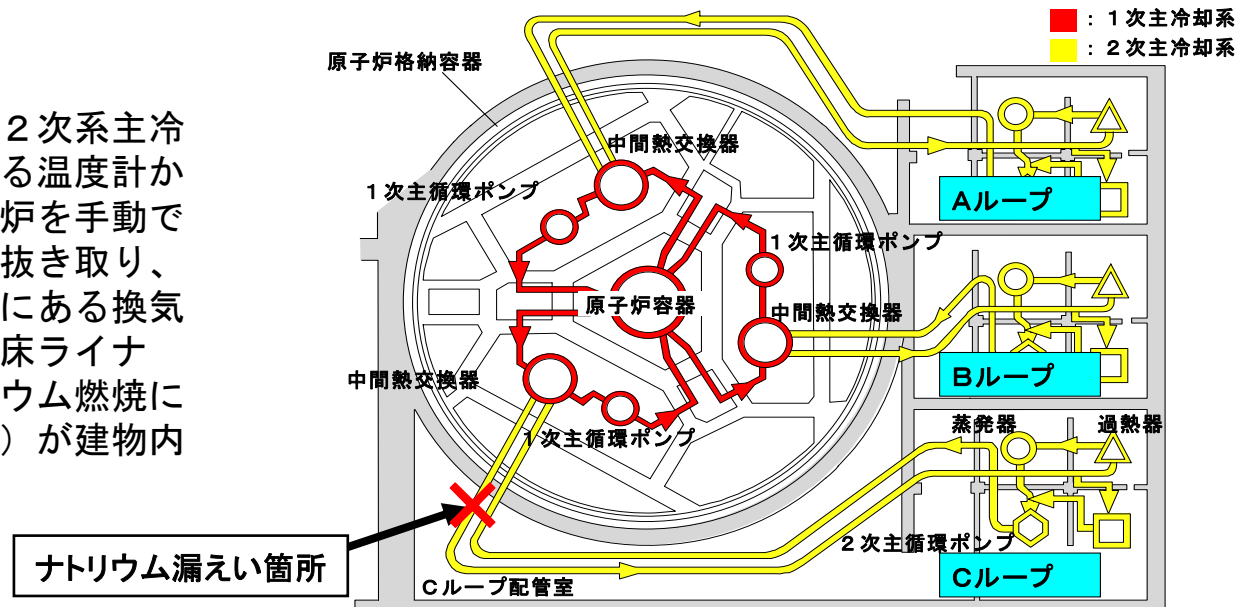 ２次系主冷
る温度計か
炉を手動で
抜き取り、
にある換気
床ライナ
ウム燃焼に
）が建物内
：１次主冷却系
：２次主冷却系
原子炉格納容器
中間熱交換器
１次主循環ポンプ
Ａループ
１次主循環ポンプ
原子炉容器
中間熱交換器
Ｂループ
中間熱交換器
１次主循環ポンプ
蒸発器
過熱器
２次主循環ポンプ
ナトリウム漏えい箇所
Ｃループ配管室
Ｃループ